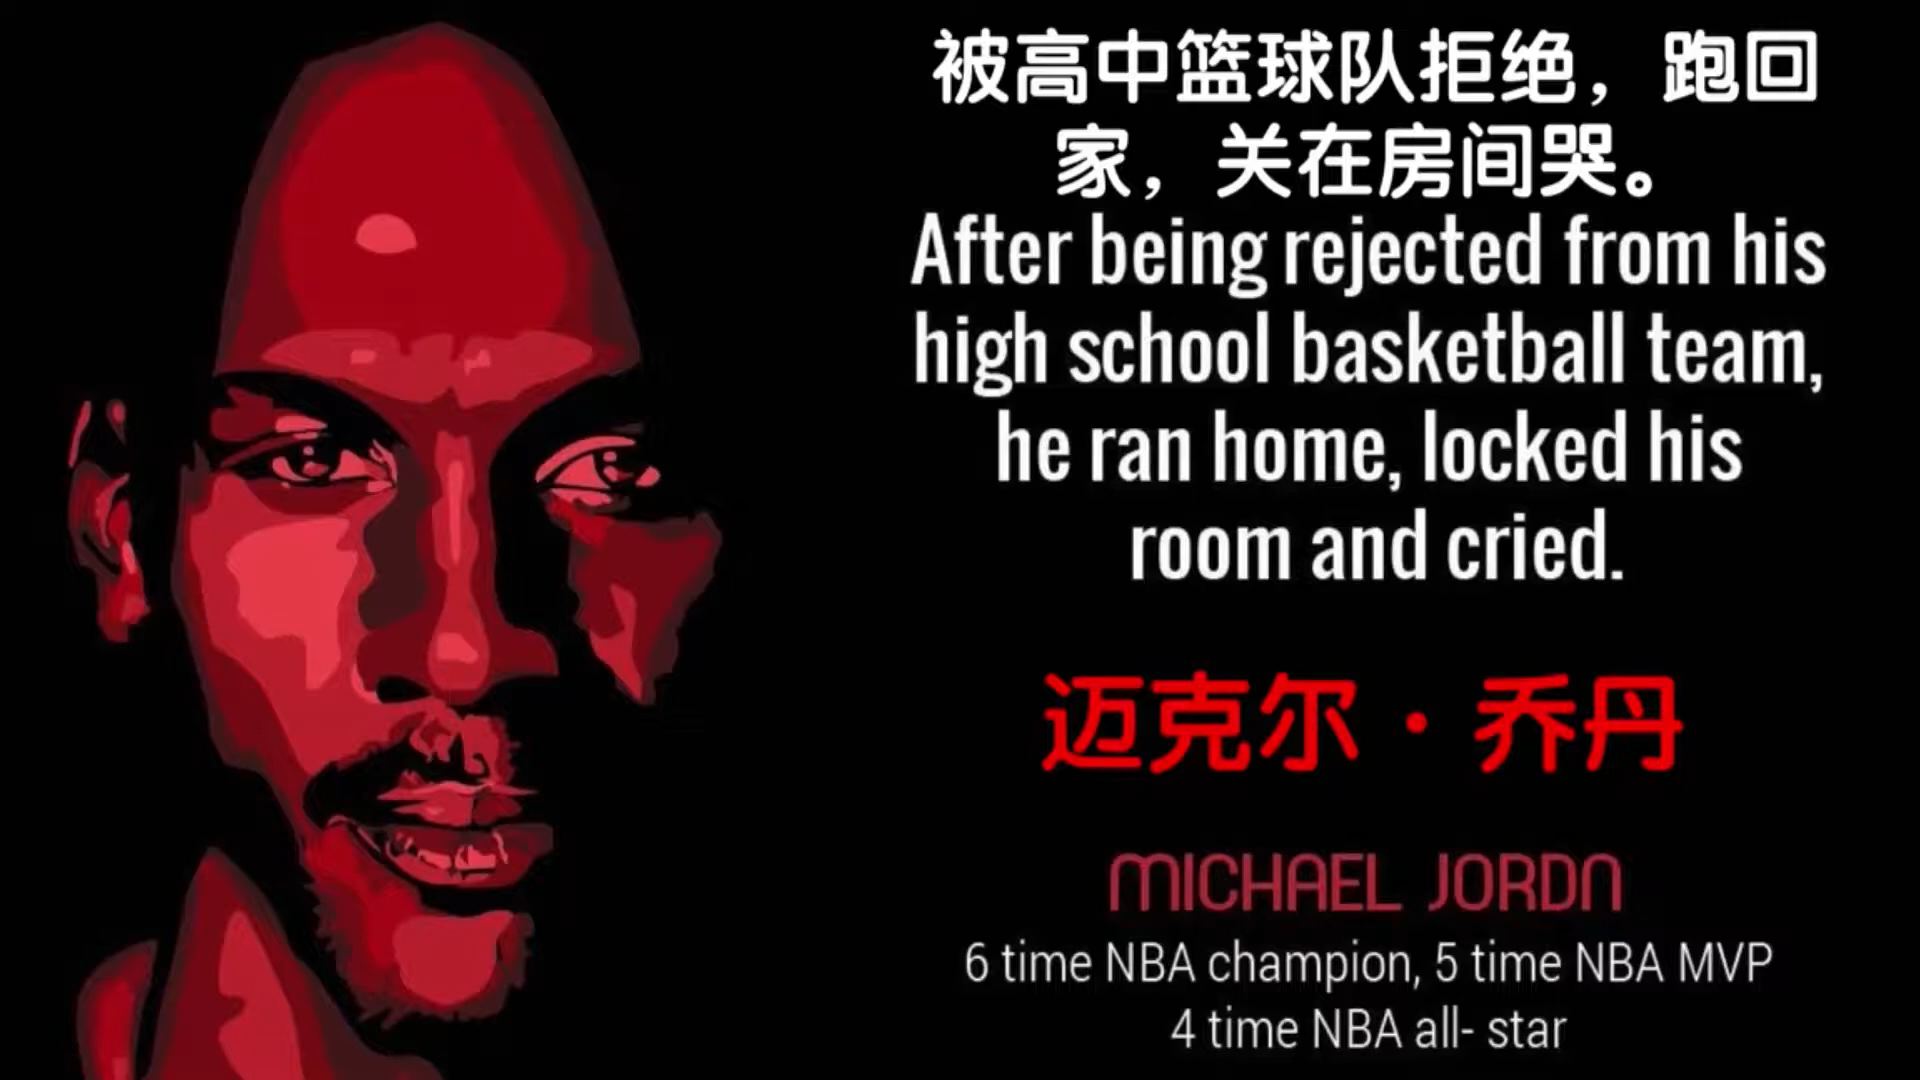 被高中篮球队拒绝，跑回
家，关在房间哭。
After being rejected from his
high school basketball team,
he ran home, locked his
room and cried.
迈克尔·乔丹
MICHAEL JORDN
6 time NBA champion, 5 time NBA MVP
4 time NBA all- star